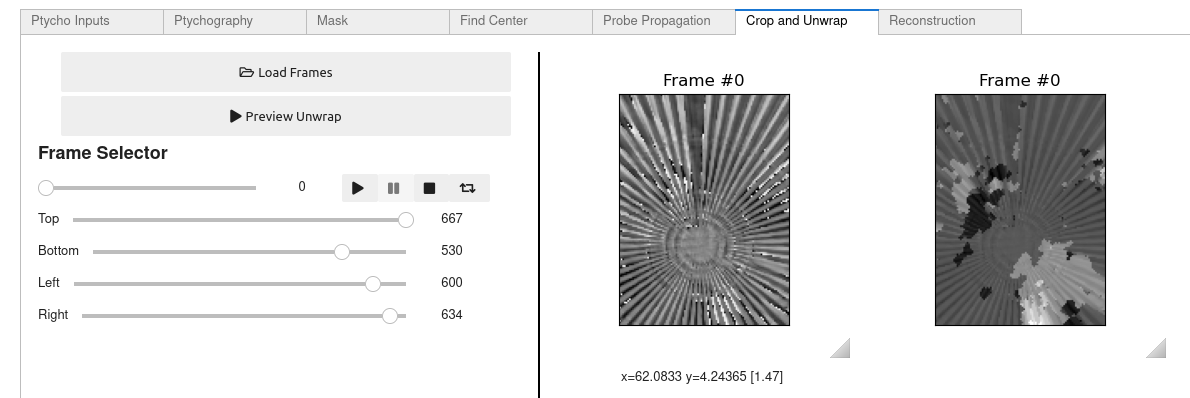 Ptycho Inputs Ptychography Mask Find Center Probe Propagation Crop and Unwrap Reconstruction
Load Frames
Preview Unwrap
Frame Selector
0
Top 667
Bottom 530
Left 600
Right 634
Frame #0 Frame #0
x=62.0833 y=4.24365 [1.47]